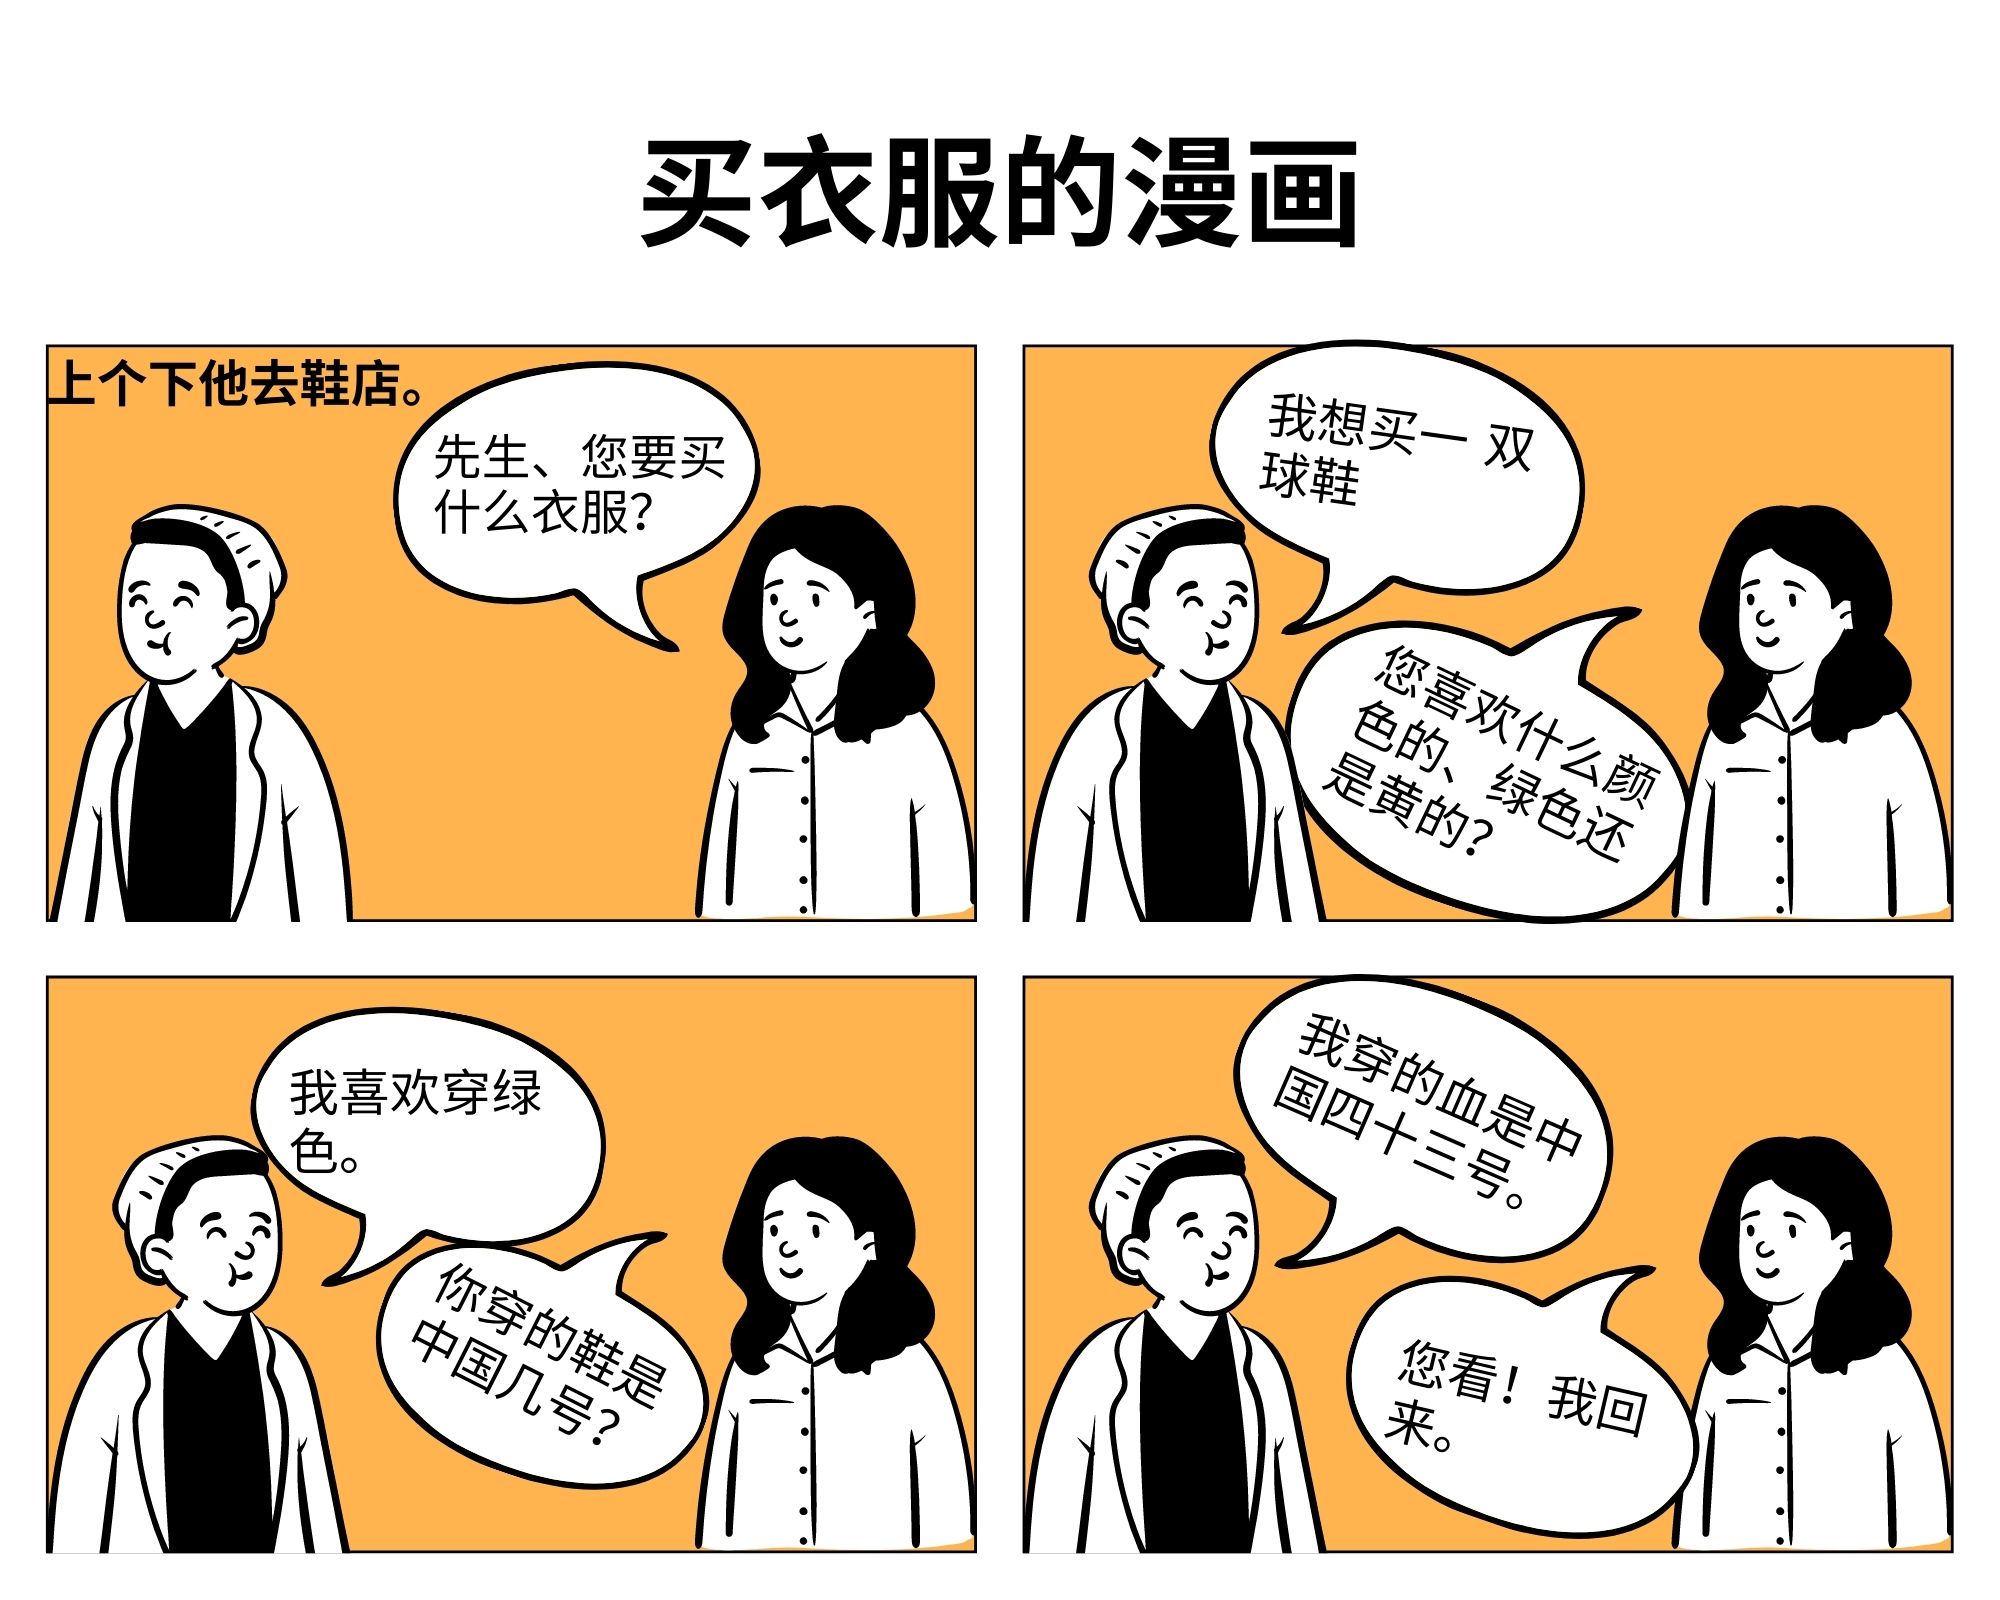 买衣服的漫画
上个下他去鞋店。
先生、您要买
什么衣服？
我想买一 双
球鞋
您喜欢什么颜
色的、绿色还
是黄的？
我喜欢穿绿
色。
你穿的鞋是
中国几号？
我穿的血是中
国四十三号。
您看！我回
来。